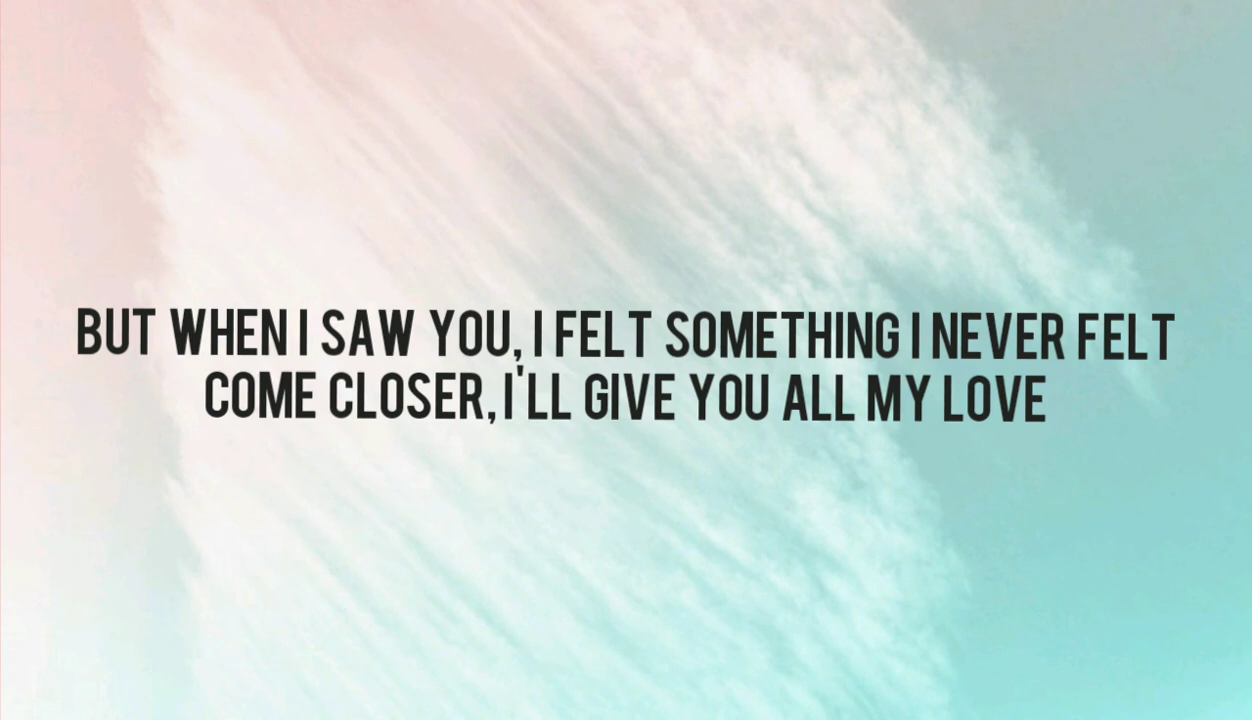 BUT WHEN I SAW YOU, I FELT SOMETHING I NEVER FELT
COME CLOSER, I'LL GIVE YOU ALL MY LOVE